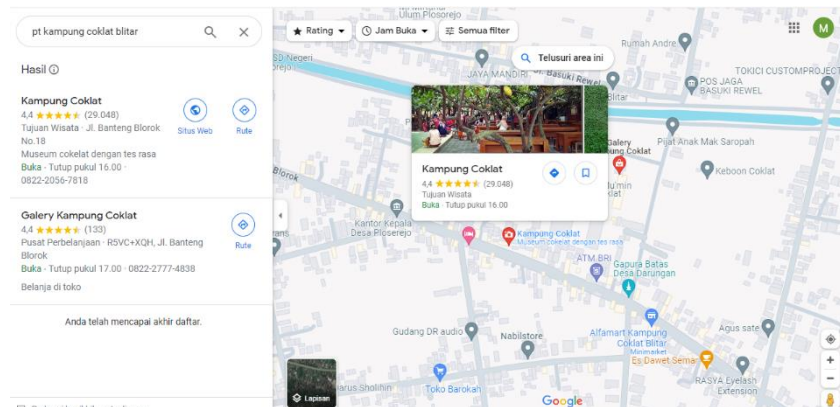 pt kampung coklat blitar
Hasil
Kampung Coklat
4,4 ★★★★★ (29.048)
Tujuan Wisata · Jl. Banteng Blorok
No.18
Museum cokelat dengan tes rasa
Buka · Tutup pukul 16.00 ·
0822-2056-7818
Situs Web
Rute
Galery Kampung Coklat
4,4 ★★★★★ (133)
Pusat Perbelanjaan · R5VC+XQH, Jl. Banteng
Blorok
Buka · Tutup pukul 17.00 · 0822-2777-4838
Belanja di toko
Rute
Anda telah mencapai akhir daftar.
Rating
Jam Buka
Semua filter
M
Ulum Plosorejo
Telusuri area ini
Rumah Andre
JAYA MANDIRI
Jl. Basuki Rewel
POS JAGA
BASUKI REWEL
TOKICI CUSTOMPROJECT
Blitar
Galery
Pijat Anak Mak Saropah
Keboon Coklat
Kampung Coklat
4,4 ★★★★★ (29.048)
Tujuan Wisata
Buka · Tutup pukul 16.00
Blorok
Kantor Kepala
Desa Plosorejo
Kampung Coklat
Museum cokelat dengan tes rasa
ATM BRI
Gapura Batas
Desa Darungan
Gudang DR audio
Nabilstore
Alfamart Kampung
Coklat Blitar
Minimarket
Agus sate
Es Dawet Semar
RASYA Eyelash
Extension
Toko Barokah
Lapisan
Google